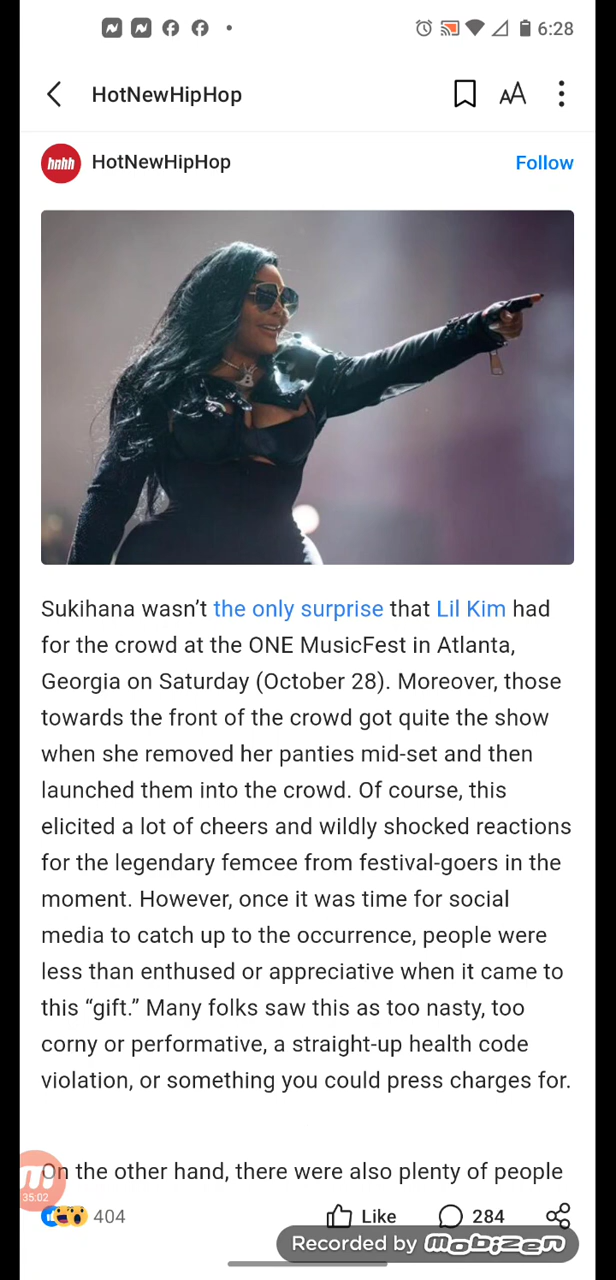 6:28
HotNewHipHop
AA
hnhh
HotNewHipHop
Follow
Sukihana wasn’t the only surprise that Lil Kim had
for the crowd at the ONE MusicFest in Atlanta,
Georgia on Saturday (October 28). Moreover, those
towards the front of the crowd got quite the show
when she removed her panties mid-set and then
launched them into the crowd. Of course, this
elicited a lot of cheers and wildly shocked reactions
for the legendary femcee from festival-goers in the
moment. However, once it was time for social
media to catch up to the occurrence, people were
less than enthused or appreciative when it came to
this “gift.” Many folks saw this as too nasty, too
corny or performative, a straight-up health code
violation, or something you could press charges for.
On the other hand, there were also plenty of people
35:02
404
Like
284
Recorded by mobizen